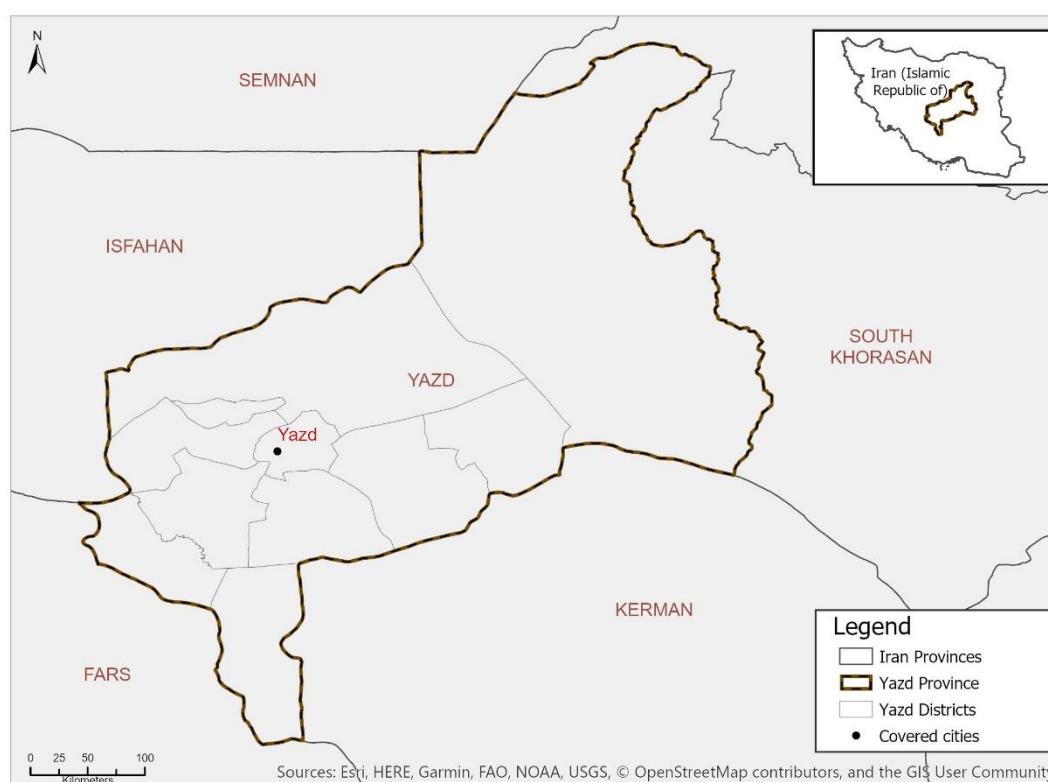 N
SEMNAN
Iran (Islamic
Republic of)
ISFAHAN
SOUTH
KHORASAN
YAZD
Yazd
KERMAN
FARS
Legend
Iran Provinces
Yazd Province
Yazd Districts
Covered cities
0 25 50 100
Kilometers
Sources: Esri, HERE, Garmin, FAO, NOAA, USGS, © OpenStreetMap contributors, and the GIS User Community